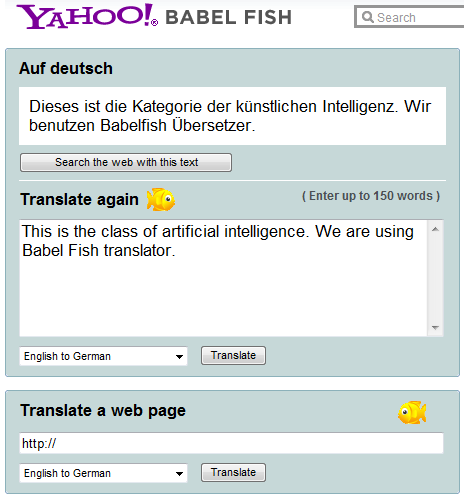 YAHOO!® BABEL FISH
Search
Auf deutsch
Dieses ist die Kategorie der künstlichen Intelligenz. Wir
benutzen Babelfish Übersetzer.
Search the web with this text
Translate again
( Enter up to 150 words )
This is the class of artificial intelligence. We are using
Babel Fish translator.
English to German
Translate
Translate a web page
http://
English to German
Translate